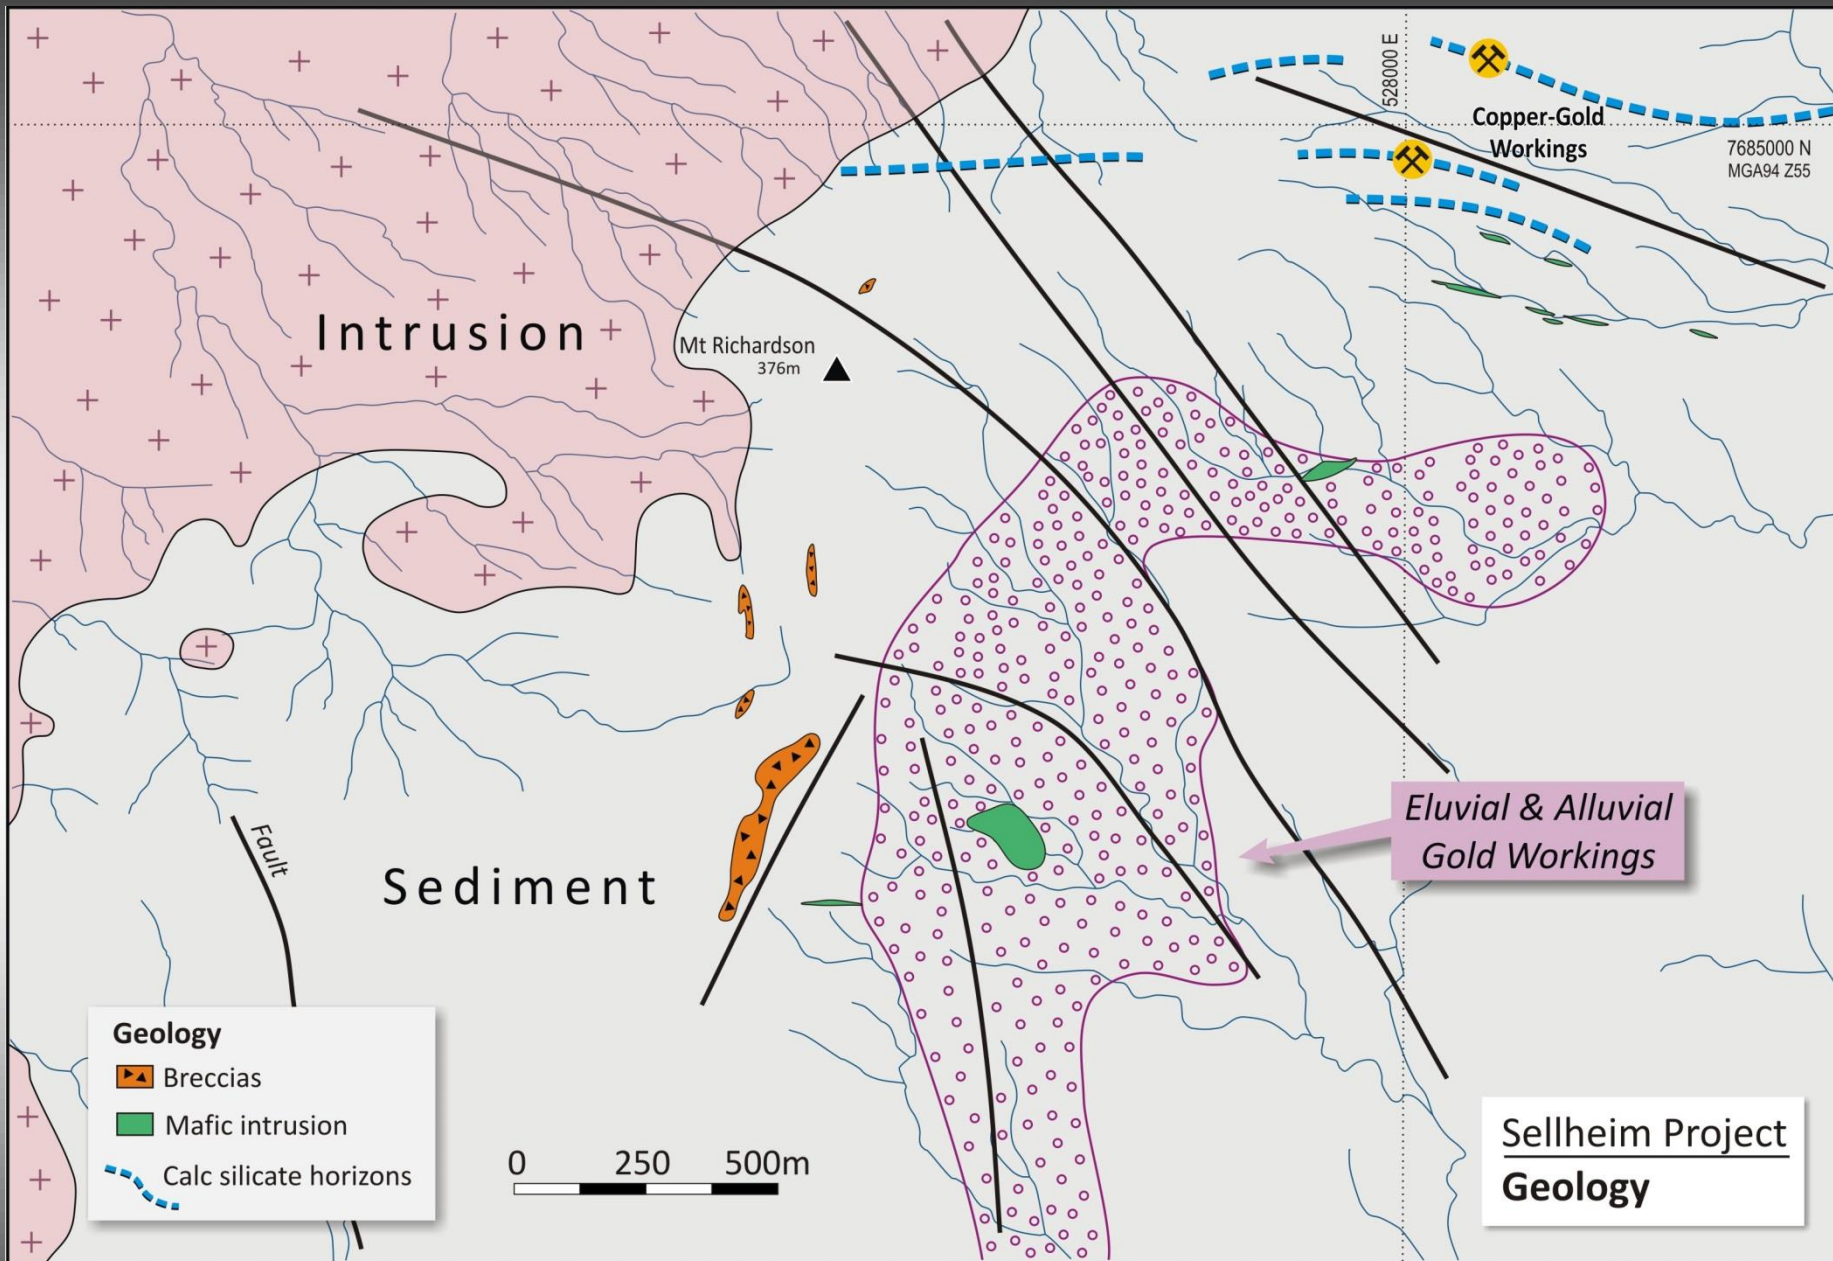 528000 E
Copper-Gold
Workings
7685000 N
MGA94 Z55
Intrusion
Mt Richardson
376m
Eluvial & Alluvial
Gold Workings
Fault
Sediment
Geology
Breccias
Mafic intrusion
Calc silicate horizons
0 250 500m
Sellheim Project
Geology